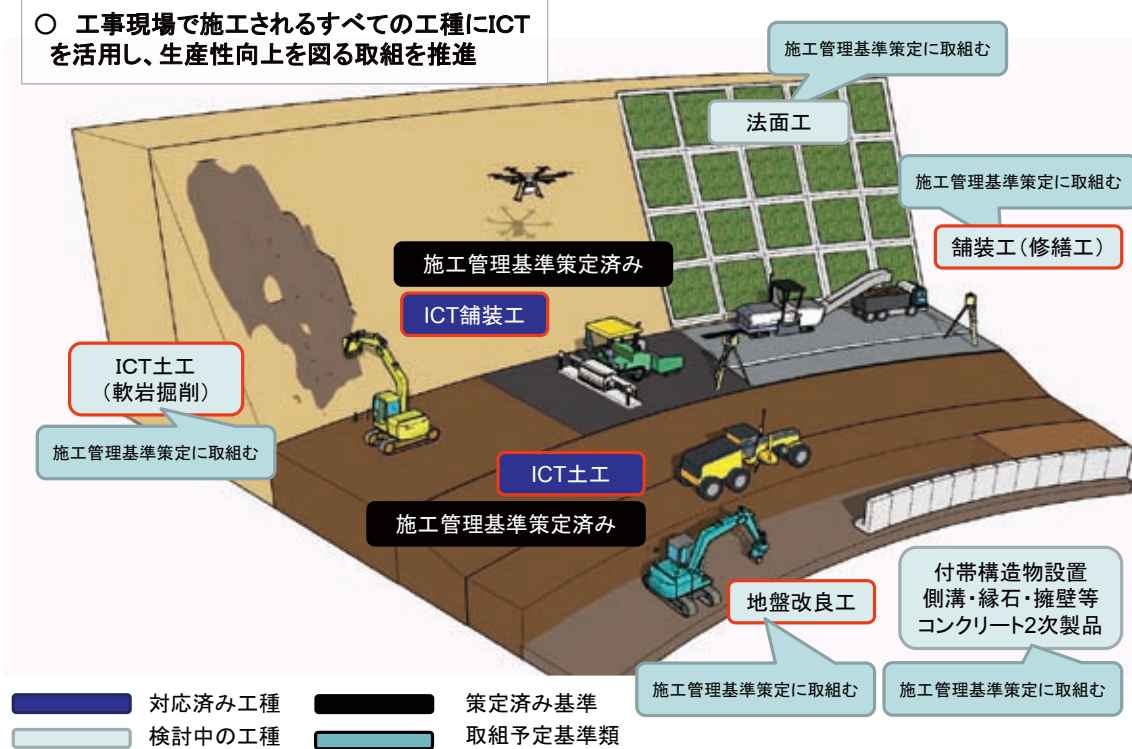 ○ 工事現場で施工されるすべての工種にICT
を活用し、生産性向上を図る取組を推進
施工管理基準策定に取組む
法面工
施工管理基準策定に取組む
舗装工(修繕工)
施工管理基準策定済み
ICT舗装工
ICT土工
(軟岩掘削)
施工管理基準策定に取組む
ICT土工
施工管理基準策定済み
地盤改良工
施工管理基準策定に取組む
付帯構造物設置
側溝・縁石・擁壁等
コンクリート2次製品
施工管理基準策定に取組む
対応済み工種
策定済み基準
検討中の工種
取組予定基準類